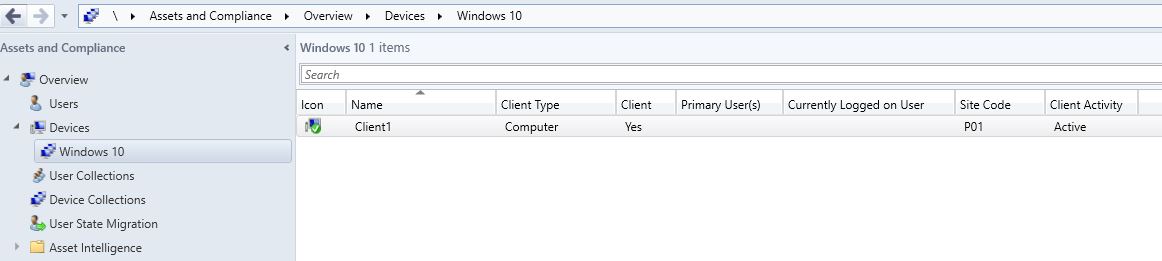 \ Assets and Compliance Overview Devices Windows 10
Assets and Compliance
Overview
Users
Devices
Windows 10
User Collections
Device Collections
User State Migration
Asset Intelligence
Windows 10 1 items
Search
Icon Name Client Type Client Primary User(s) Currently Logged on User Site Code Client Activity
Client1 Computer Yes P01 Active